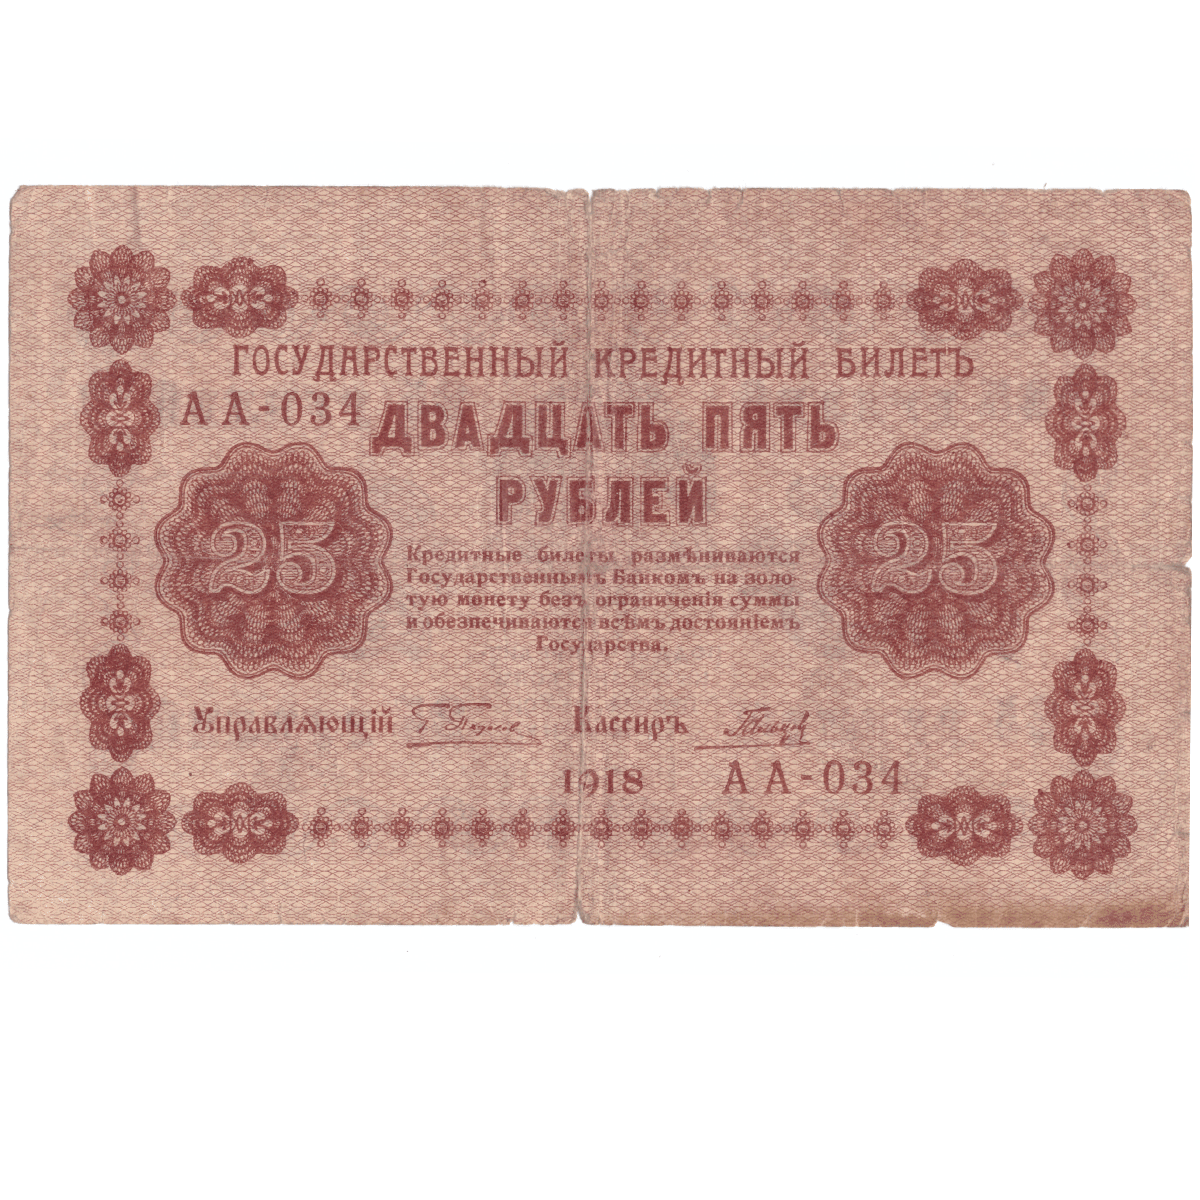 ГОСУДАРСТВЕННЫЙ КРЕДИТНЫЙ БИЛЕТЪ
АА-034
ДВАДЦАТЬ ПЯТЬ
РУБЛЕЙ
25
25
Кредитные билеты размѣниваются
Государственнымъ Банкомъ на золо-
тую монету безъ ограниченія суммы
и обезпечиваются всѣмъ достояніемъ
Государства.
Управляющій
Кассиръ
1918
АА-034